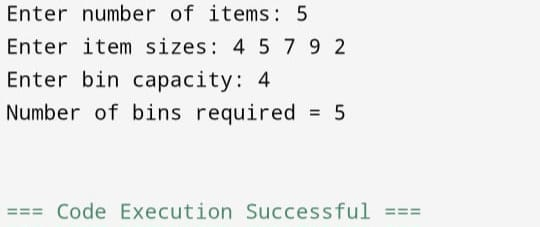 Enter number of items: 5
Enter item sizes: 4 5 7 9 2
Enter bin capacity: 4
Number of bins required = 5
=== Code Execution Successful ===